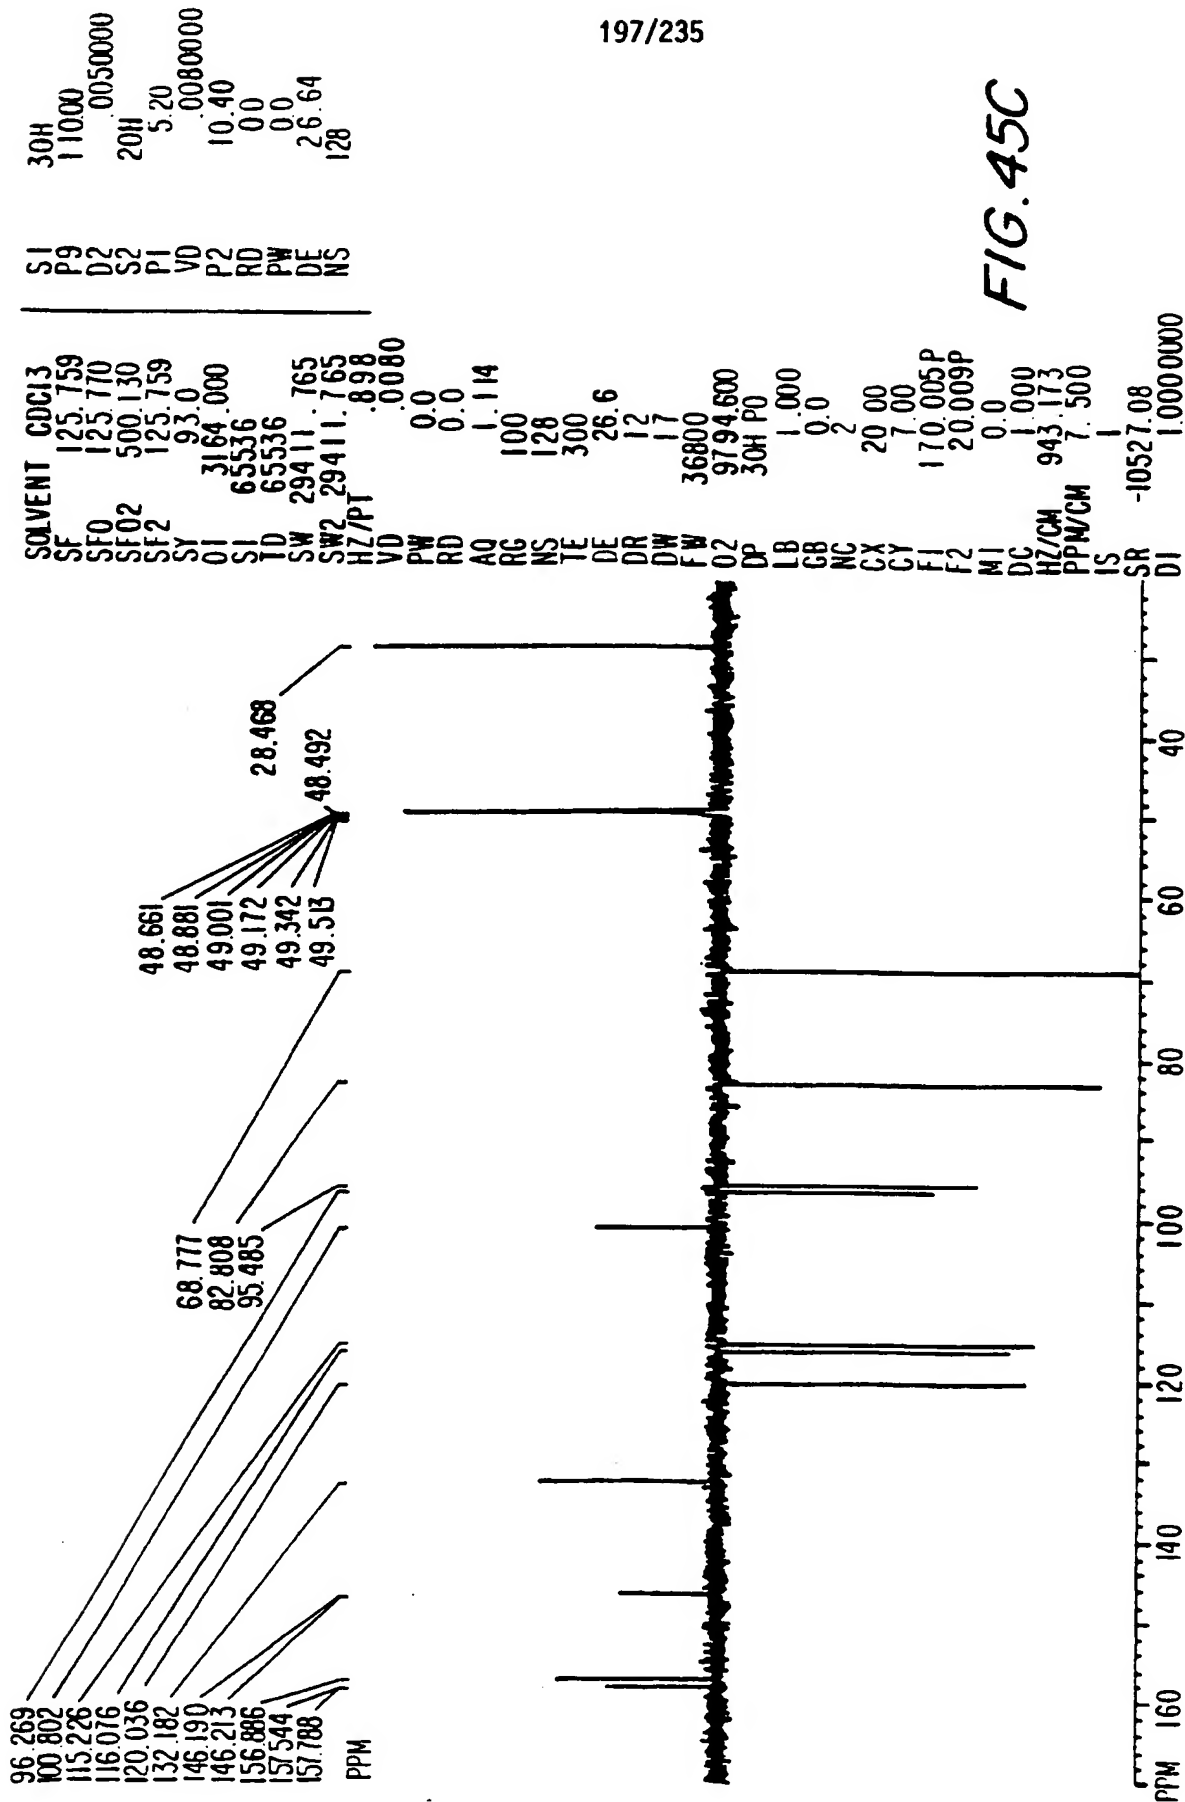 197/235
96.269
100.802
115.226
116.076
120.036
132.182
146.190
146.213
156.886
157.544
157.788
PPM
68.777
82.808
95.485
48.661
48.881
49.001
49.172
49.342
49.513
48.492
28.468
SOLVENT CDCl3
SF 125.759
SFO 125.770
SFO2 500.130
SF2 125.759
SY 93.0
O1 3164.000
SI 65536
TD 65536
SW 29411.765
SW2 29411.765
HZ/PT .898
VD .0080
PW 0.0
RD 0.0
AQ 1.114
RG 100
NS 128
TE 300
DE 26.6
DR 12
DW 17
FW 36800
O2 9794.600
DP 30H PO
LB 1.000
GB 0.0
NC 2
CX 20.00
CY 7.00
F1 170.005P
F2 20.009P
MI 0.0
DC 1.000
HZ/CM 943.173
PPM/CM 7.500
IS 1
SR -10527.08
DI 1.0000000
S1 30H
P9 110.00
D2 .0050000
S2 20H
P1 5.20
VD .0080000
P2 10.40
RD 0.0
PW 0.0
DE 26.64
NS 128
PPM 160 140 120 100 80 60 40
FIG. 45C